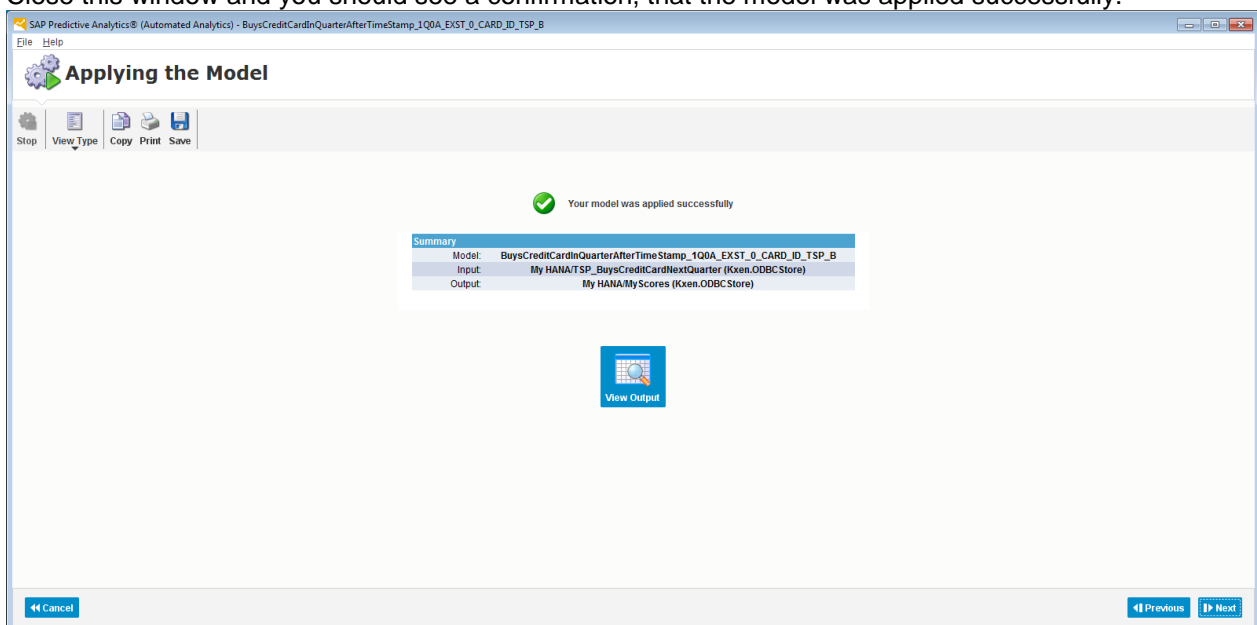 Close this window and you should see a confirmation, that the model was applied successfully.
SAP Predictive Analytics® (Automated Analytics) - BuysCreditCardInQuarterAfterTimeStamp_1Q0A_EXST_0_CARD_ID_TSP_B
File Help
Applying the Model
Stop View Type Copy Print Save
Your model was applied successfully
Summary
Model: BuysCreditCardInQuarterAfterTimeStamp_1Q0A_EXST_0_CARD_ID_TSP_B
Input: My HANA/TSP_BuysCreditCardNextQuarter (Kxen.ODBCStore)
Output: My HANA/MyScores (Kxen.ODBCStore)
View Output
Cancel Previous Next